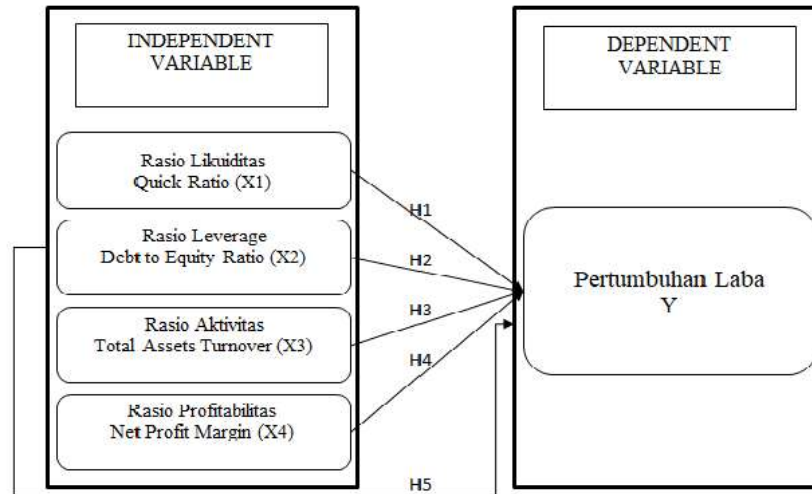 INDEPENDENT
VARIABLE
Rasio Likuiditas
Quick Ratio (X1)
Rasio Leverage
Debt to Equity Ratio (X2)
Rasio Aktivitas
Total Assets Turnover (X3)
Rasio Profitabilitas
Net Profit Margin (X4)
H1
H2
H3
H4
H5
DEPENDENT
VARIABLE
Pertumbuhan Laba
Y